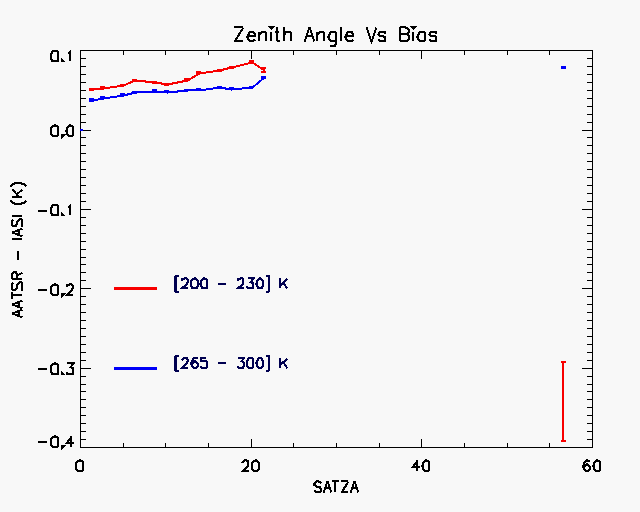 Zenith Angle Vs Bias
0.1
0.0
-0.1
-0.2
-0.3
-0.4
AATSR - IASI (K)
[200 - 230] K
[265 - 300] K
0 20 40 60
SATZA